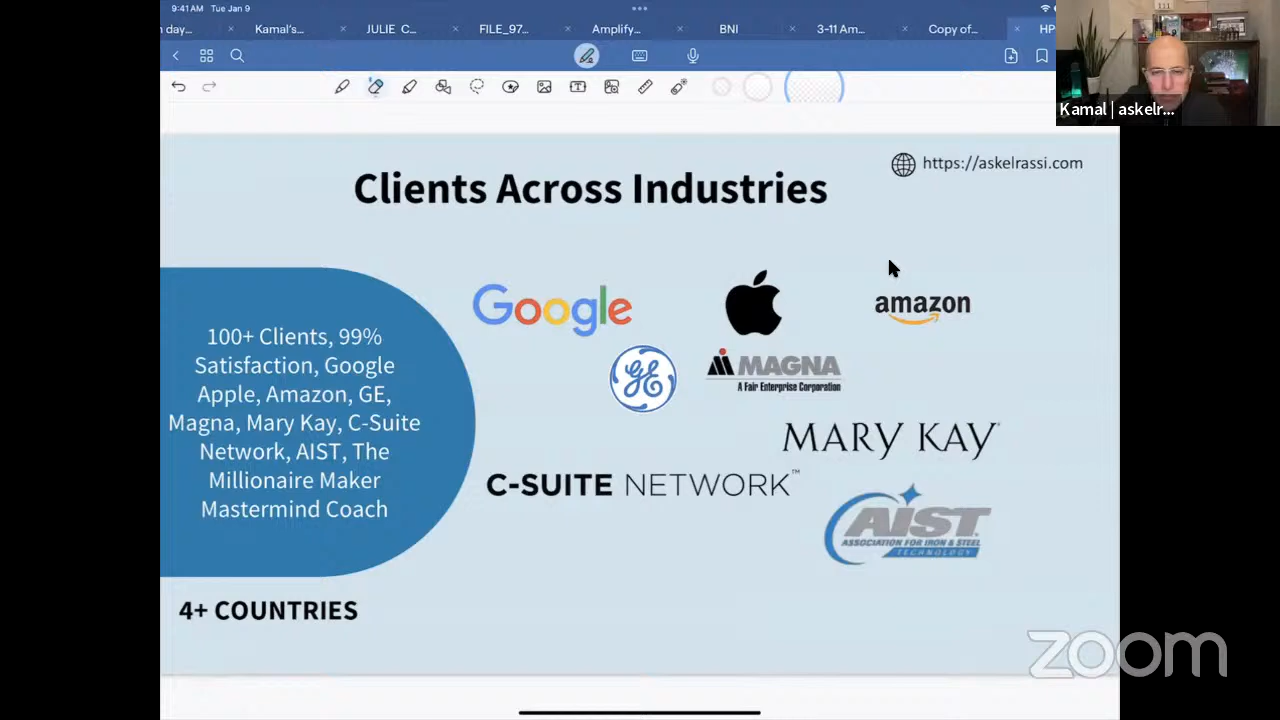 9:41 AM Tue Jan 9
n day...
Kamal's...
JULIE C...
FILE_97...
Amplify...
BNI
3-11 Am...
Copy of...
HP
Kamal | askelr...
https://askelrassi.com
Clients Across Industries
Google
amazon
100+ Clients, 99%
Satisfaction, Google
Apple, Amazon, GE,
Magna, Mary Kay, C-Suite
Network, AIST, The
Millionaire Maker
Mastermind Coach
GE
MAGNA
A Fair Enterprise Corporation
MARY KAY®
C-SUITE NETWORK™
AIST
ASSOCIATION FOR IRON & STEEL
TECHNOLOGY
4+ COUNTRIES
zoom